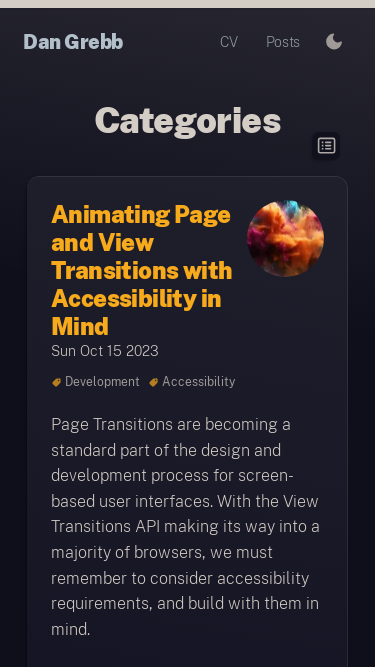 Dan Grebb
CV
Posts
Categories
Animating Page
and View
Transitions with
Accessibility in
Mind
Sun Oct 15 2023
Development
Accessibility
Page Transitions are becoming a
standard part of the design and
development process for screen-
based user interfaces. With the View
Transitions API making its way into a
majority of browsers, we must
remember to consider accessibility
requirements, and build with them in
mind.